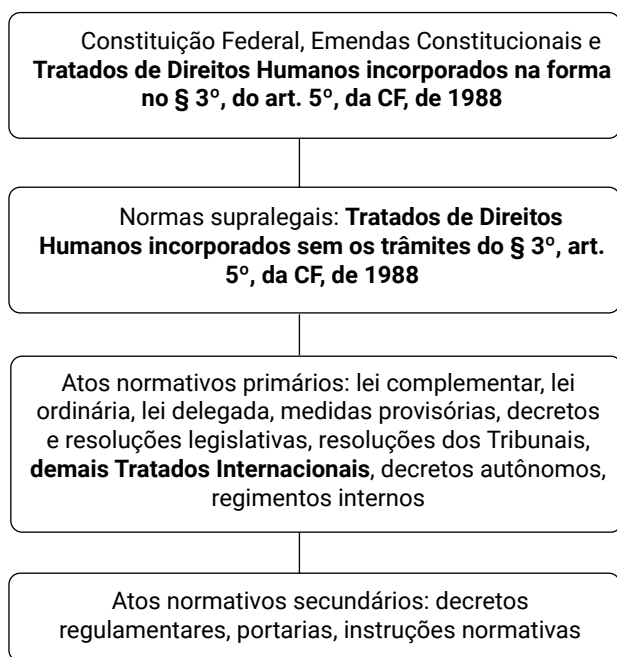 Constituição Federal, Emendas Constitucionais e
Tratados de Direitos Humanos incorporados na forma
no § 3º, do art. 5º, da CF, de 1988
Normas supralegais: Tratados de Direitos
Humanos incorporados sem os trâmites do § 3º, art.
5º, da CF, de 1988
Atos normativos primários: lei complementar, lei
ordinária, lei delegada, medidas provisórias, decretos
e resoluções legislativas, resoluções dos Tribunais,
demais Tratados Internacionais, decretos autônomos,
regimentos internos
Atos normativos secundários: decretos
regulamentares, portarias, instruções normativas